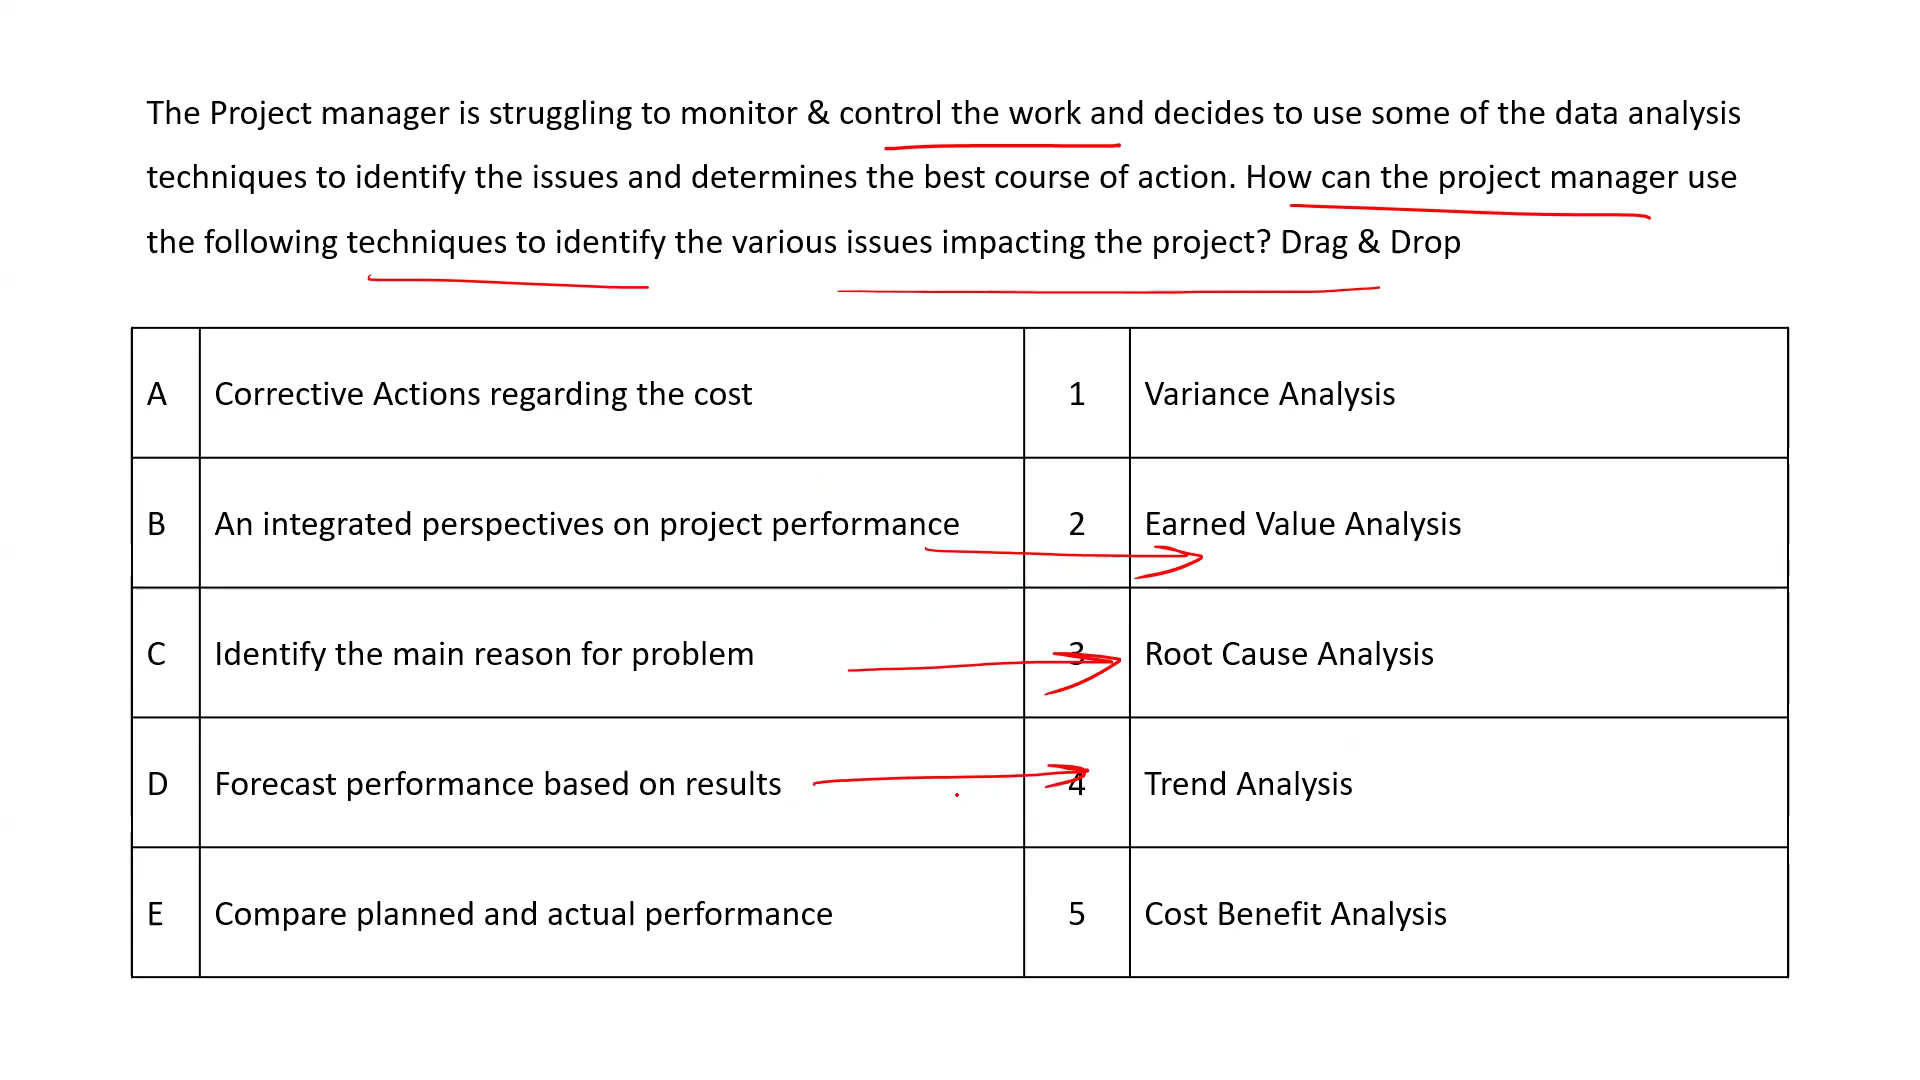 The Project manager is struggling to monitor & control the work and decides to use some of the data analysis
techniques to identify the issues and determines the best course of action. How can the project manager use
the following techniques to identify the various issues impacting the project? Drag & Drop
A Corrective Actions regarding the cost 1 Variance Analysis
B An integrated perspectives on project performance 2 Earned Value Analysis
C Identify the main reason for problem 3 Root Cause Analysis
D Forecast performance based on results 4 Trend Analysis
E Compare planned and actual performance 5 Cost Benefit Analysis